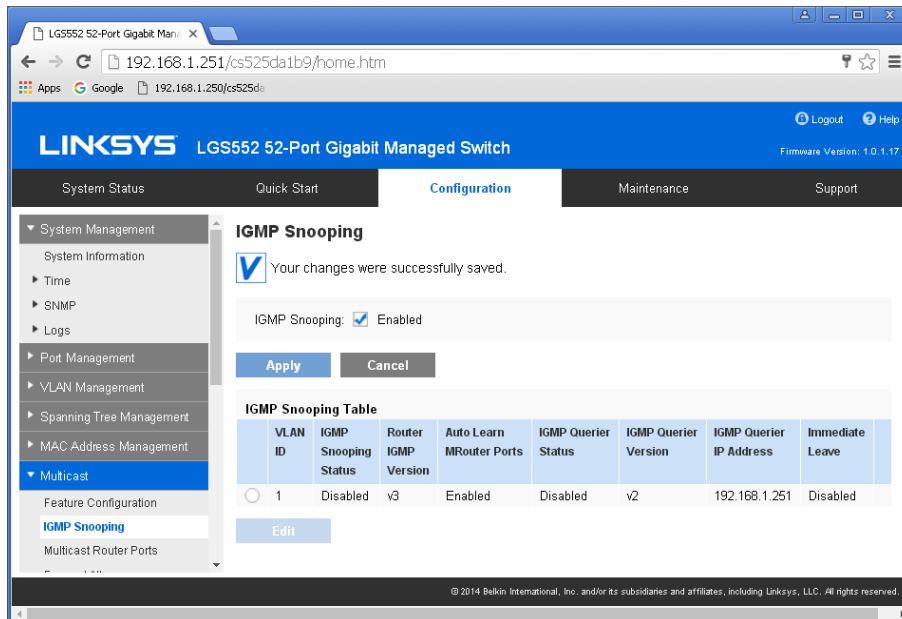 LGS552 52-Port Gigabit Mana
192.168.1.251/cs525da1b9/home.htm
Apps Google 192.168.1.250/cs525da
Logout Help
LINKSYS LGS552 52-Port Gigabit Managed Switch
Firmware Version: 1.0.1.17
System Status Quick Start Configuration Maintenance Support
System Management
System Information
Time
SNMP
Logs
Port Management
VLAN Management
Spanning Tree Management
MAC Address Management
Multicast
Feature Configuration
IGMP Snooping
Multicast Router Ports
IGMP Snooping
Your changes were successfully saved.
IGMP Snooping: Enabled
Apply Cancel
IGMP Snooping Table
VLAN ID IGMP Snooping Status Router IGMP Version Auto Learn MRouter Ports IGMP Querier Status IGMP Querier Version IGMP Querier IP Address Immediate Leave
1 Disabled v3 Enabled Disabled v2 192.168.1.251 Disabled
Edit
© 2014 Belkin International, Inc. and/or its subsidiaries and affiliates, including Linksys, LLC. All rights reserved.